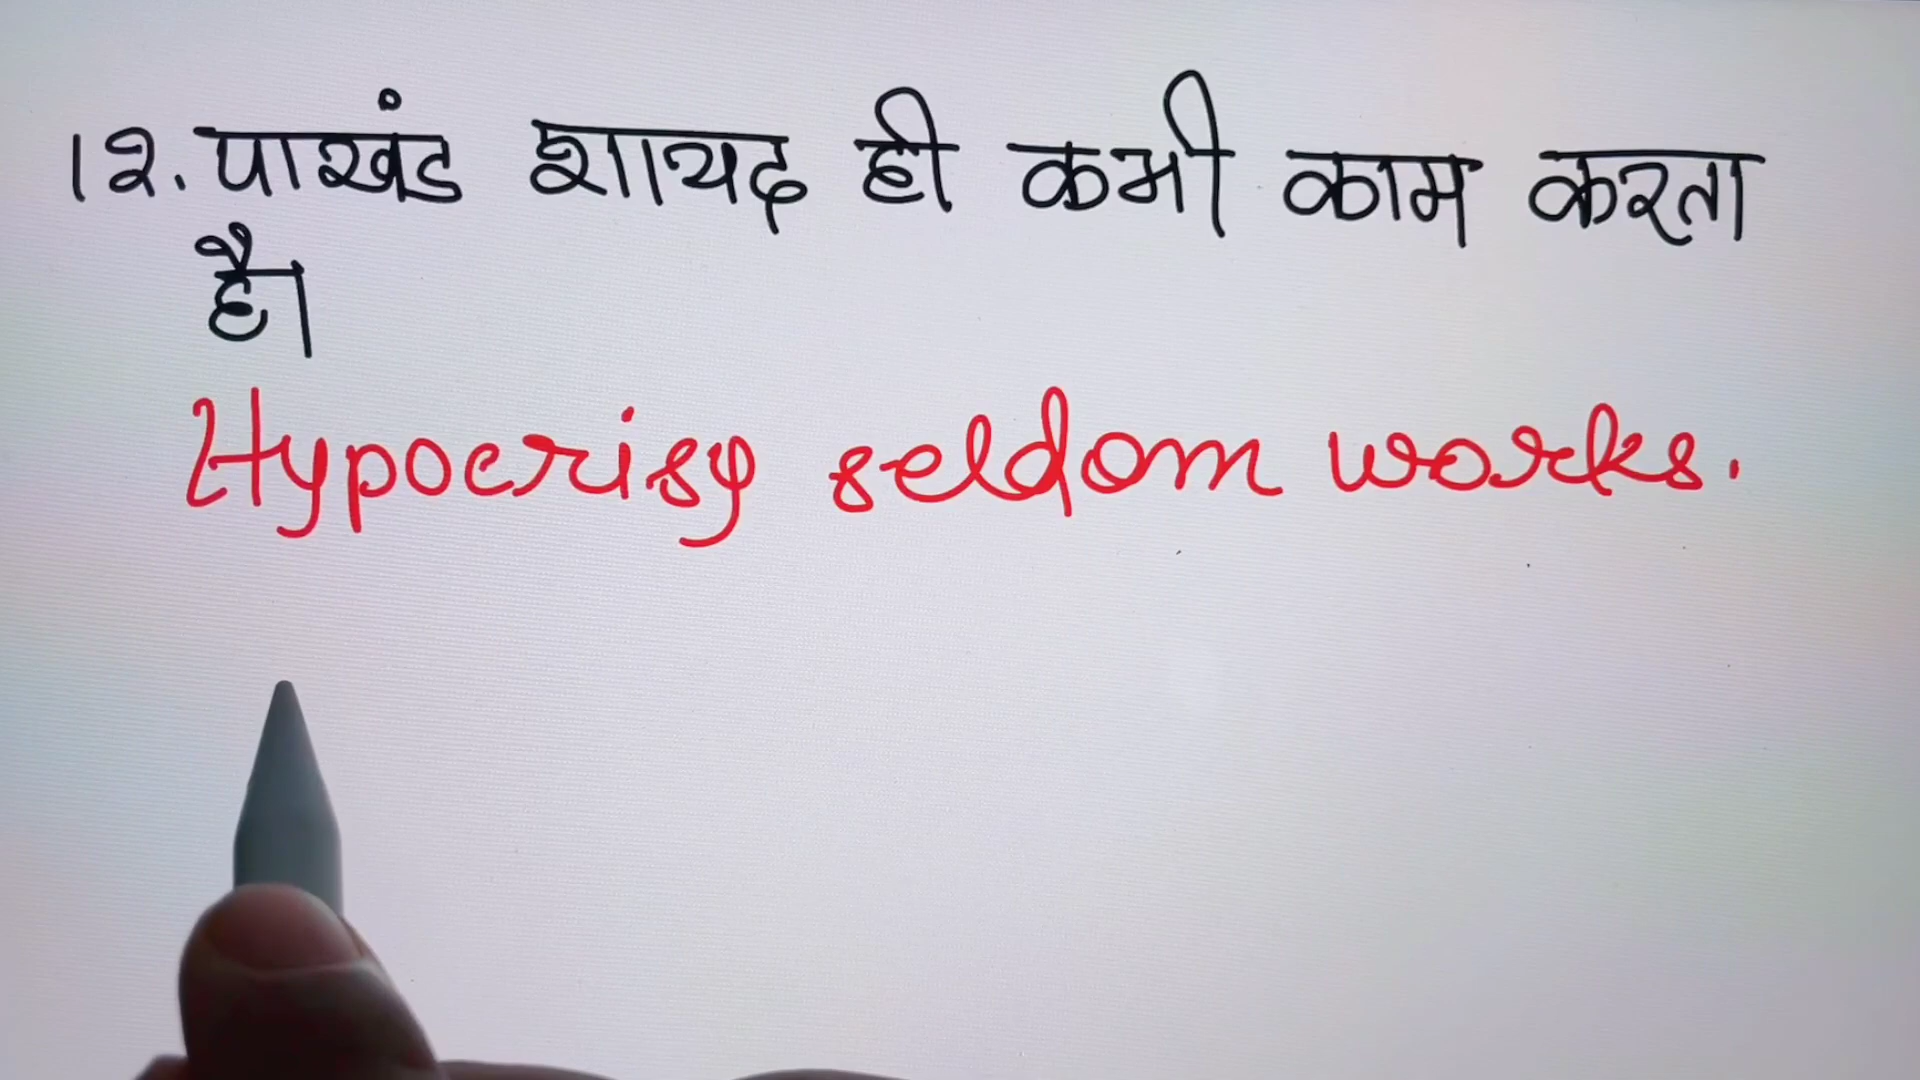 १२. पाखंड शायद ही कभी काम करता
है।
Hypocrisy seldom works.